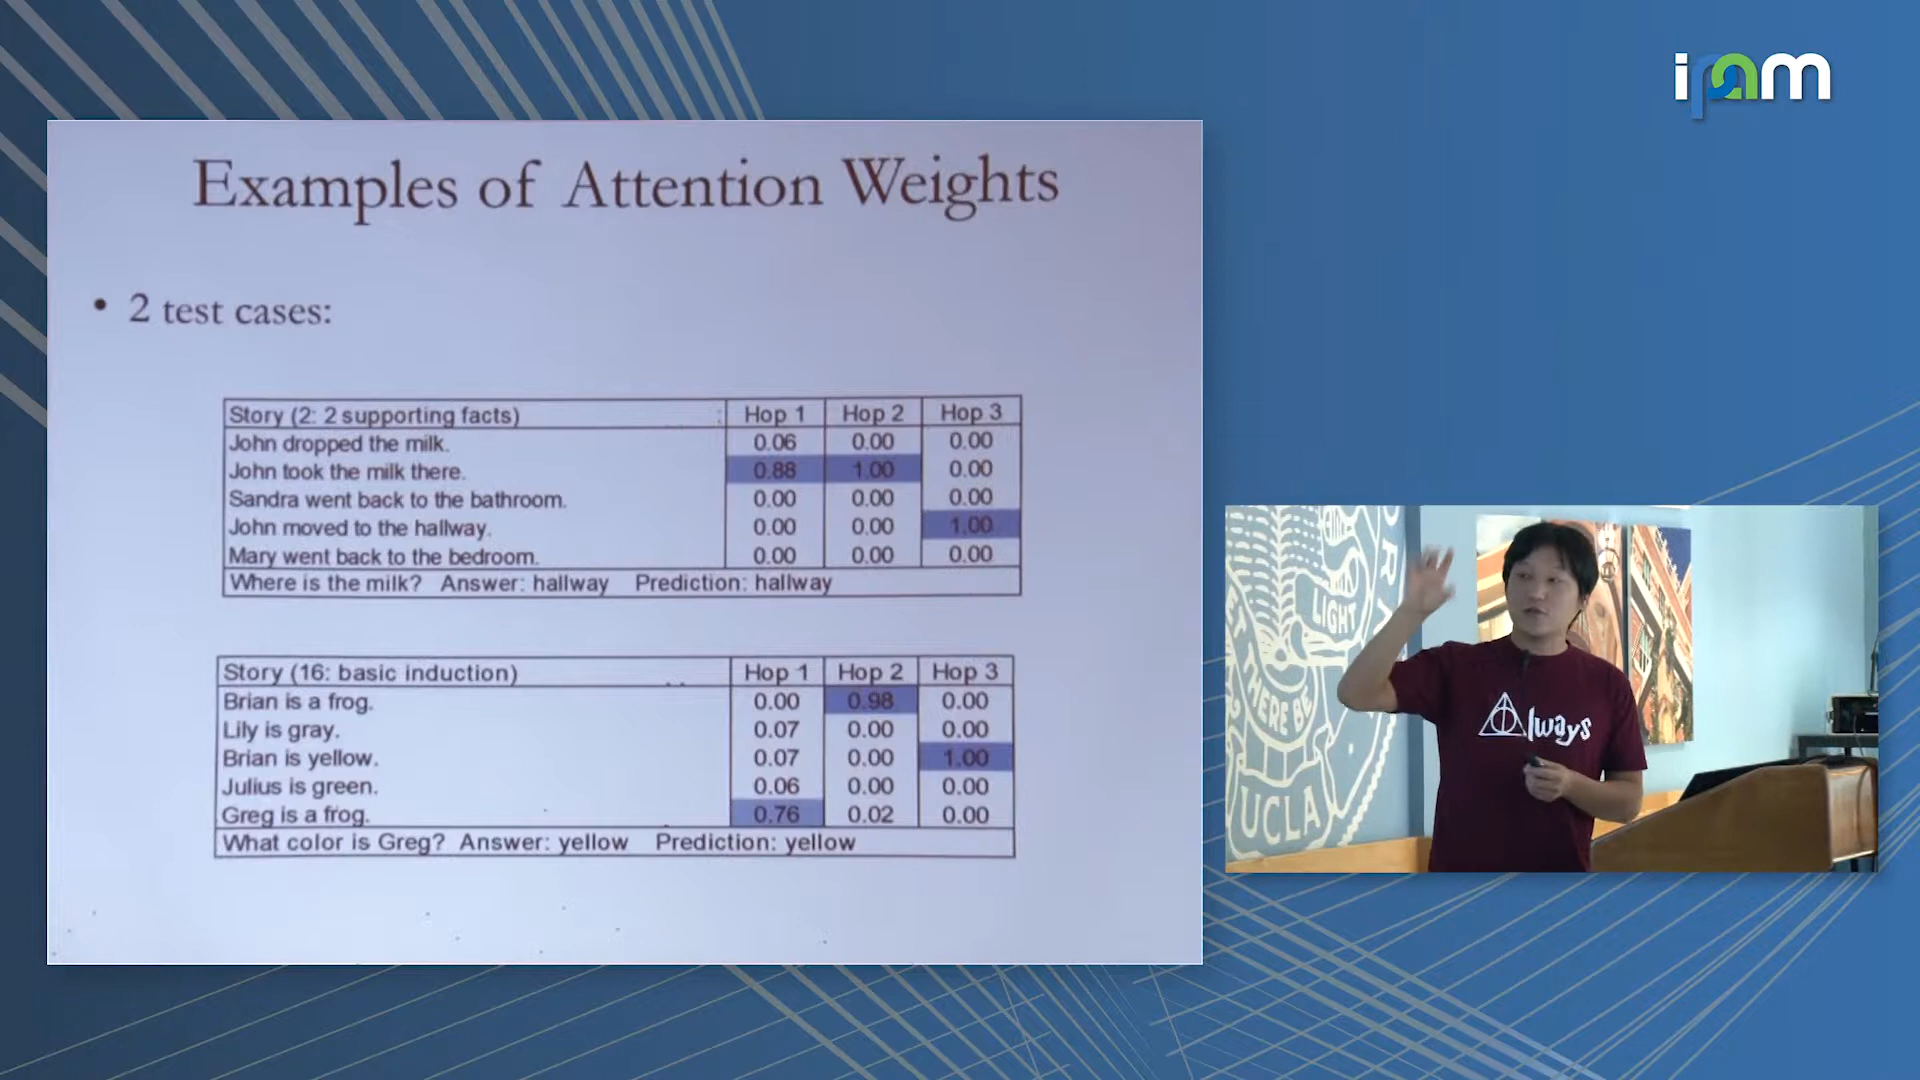 ipam
Examples of Attention Weights
• 2 test cases:
Story (2: 2 supporting facts) Hop 1 Hop 2 Hop 3
John dropped the milk. 0.06 0.00 0.00
John took the milk there. 0.88 1.00 0.00
Sandra went back to the bathroom. 0.00 0.00 0.00
John moved to the hallway. 0.00 0.00 1.00
Mary went back to the bedroom. 0.00 0.00 0.00
Where is the milk? Answer: hallway Prediction: hallway
Story (16: basic induction) Hop 1 Hop 2 Hop 3
Brian is a frog. 0.00 0.98 0.00
Lily is gray. 0.07 0.00 0.00
Brian is yellow. 0.07 0.00 1.00
Julius is green. 0.06 0.00 0.00
Greg is a frog. 0.76 0.02 0.00
What color is Greg? Answer: yellow Prediction: yellow
LIGHT
THERE BE
UCLA
Always